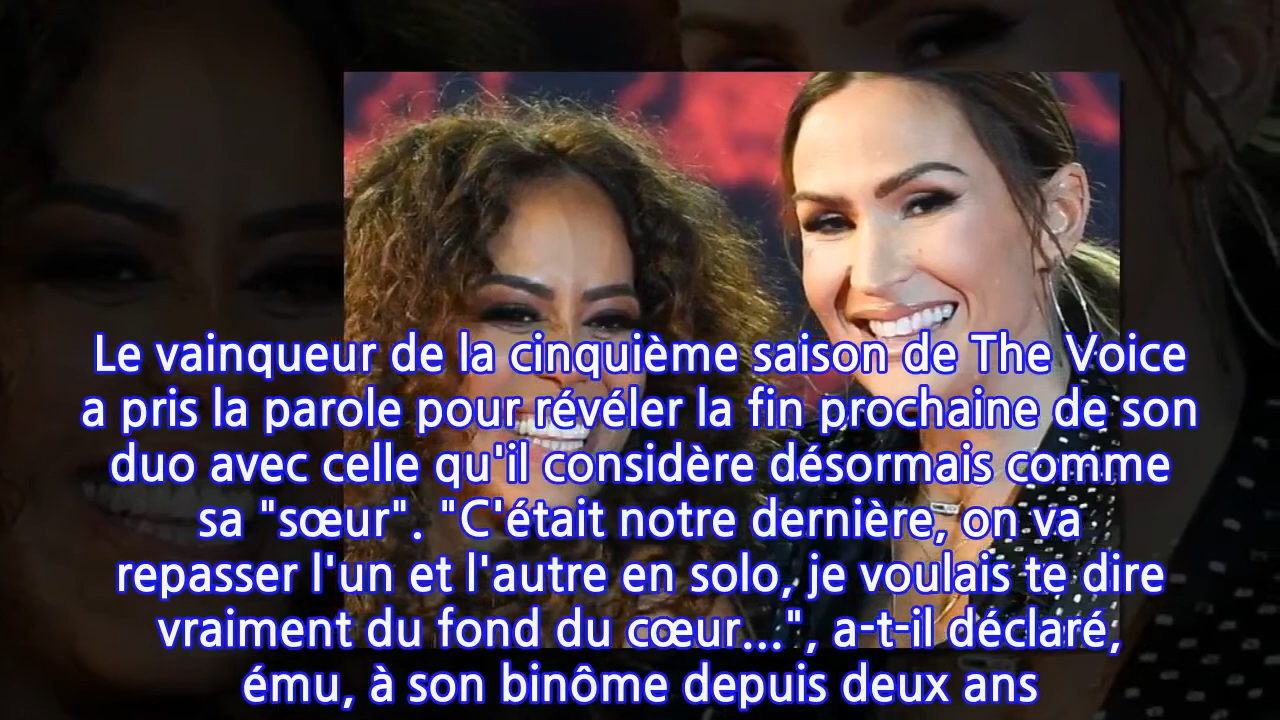 Le vainqueur de la cinquième saison de The Voice
a pris la parole pour révéler la fin prochaine de son
duo avec celle qu'il considère désormais comme
sa "sœur". "C'était notre dernière, on va
repasser l'un et l'autre en solo, je voulais te dire
vraiment du fond du cœur...", a-t-il déclaré,
ému, à son binôme depuis deux ans